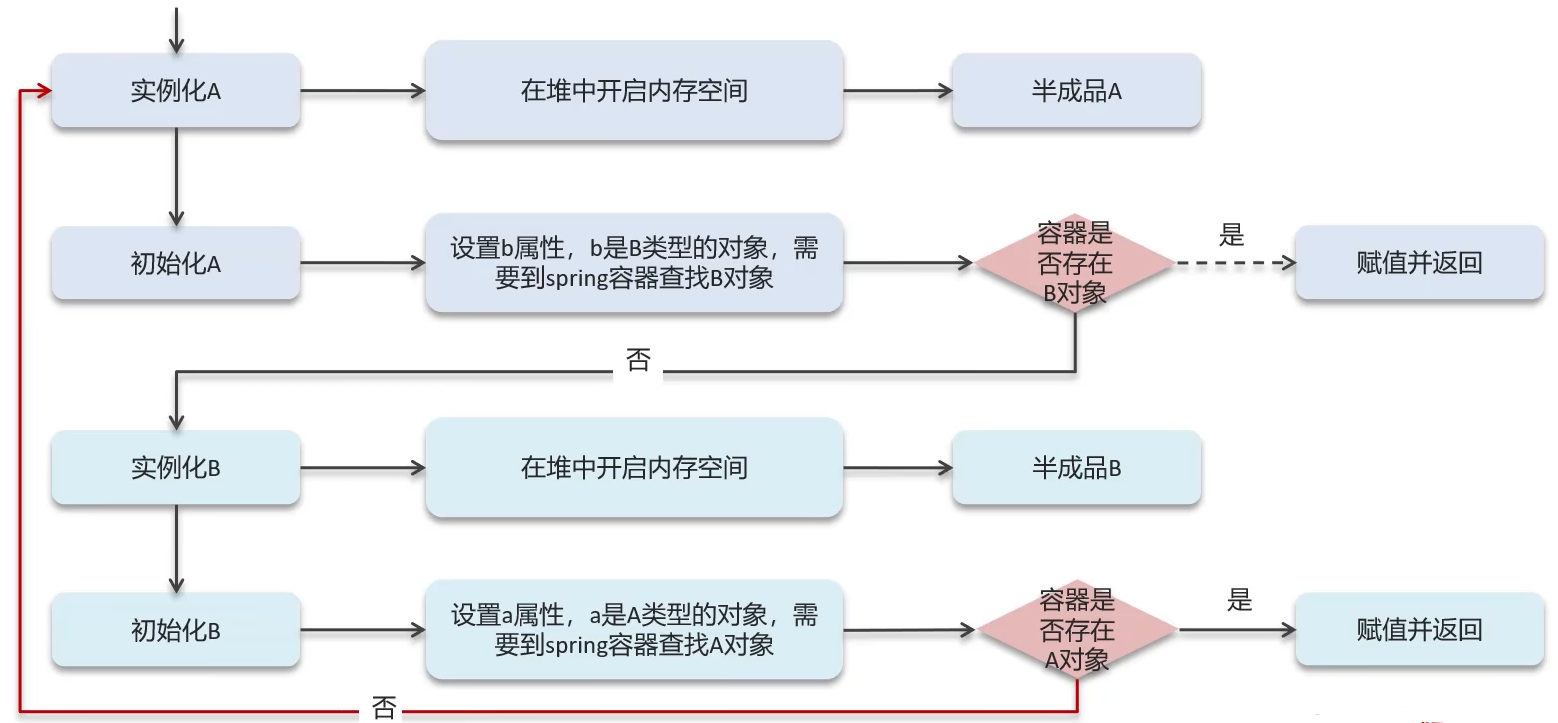 实例化A
在堆中开启内存空间
半成品A
初始化A
设置b属性，b是B类型的对象，需
要到spring容器查找B对象
容器是
否存在
B对象
是
赋值并返回
否
实例化B
在堆中开启内存空间
半成品B
初始化B
设置a属性，a是A类型的对象，需
要到spring容器查找A对象
容器是
否存在
A对象
是
赋值并返回
否